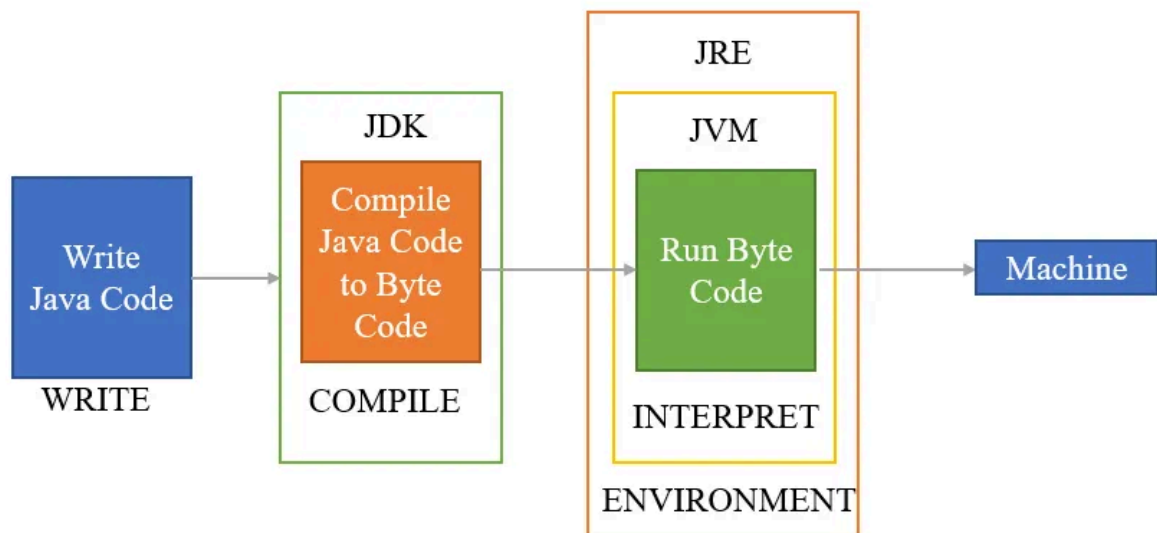 Write
Java Code
WRITE
JDK
Compile
Java Code
to Byte
Code
COMPILE
JRE
JVM
Run Byte
Code
INTERPRET
ENVIRONMENT
Machine